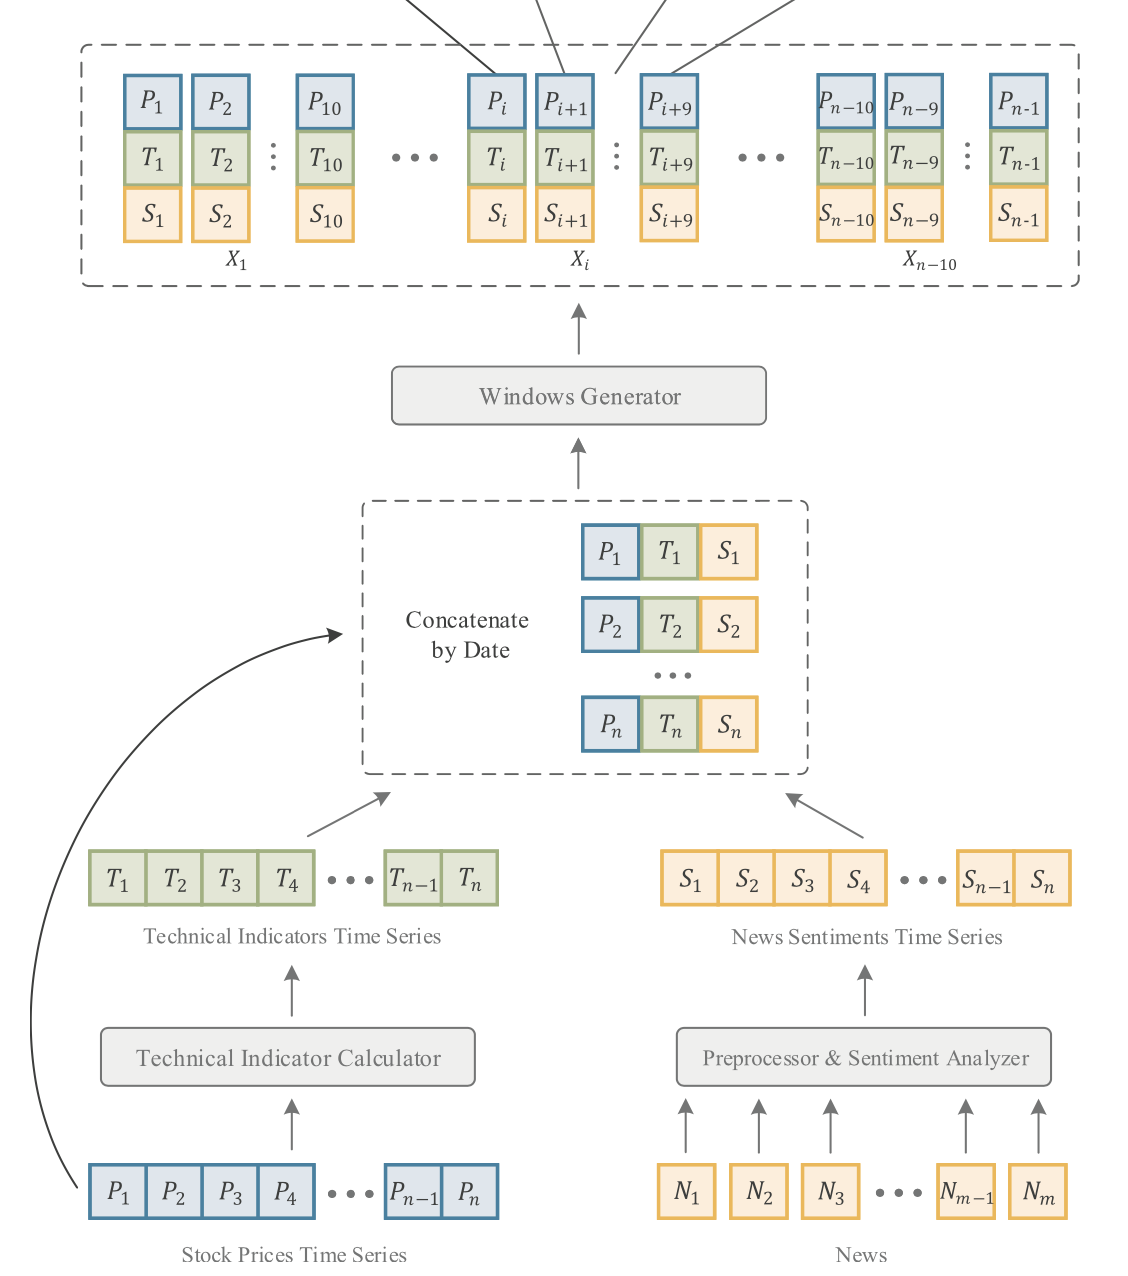 P₁ P₂ P₁₀ Pᵢ Pᵢ₊₁ Pᵢ₊₉ Pₙ₋₁₀ Pₙ₋₉ Pₙ₋₁
T₁ T₂ ⋮ T₁₀ ••• Tᵢ Tᵢ₊₁ ⋮ Tᵢ₊₉ ••• Tₙ₋₁₀ Tₙ₋₉ ⋮ Tₙ₋₁
S₁ S₂ S₁₀ Sᵢ Sᵢ₊₁ Sᵢ₊₉ Sₙ₋₁₀ Sₙ₋₉ Sₙ₋₁
X₁ Xᵢ Xₙ₋₁₀
Windows Generator
Concatenate
by Date
P₁ T₁ S₁
P₂ T₂ S₂
•••
Pₙ Tₙ Sₙ
T₁ T₂ T₃ T₄ ••• Tₙ₋₁ Tₙ
Technical Indicators Time Series
S₁ S₂ S₃ S₄ ••• Sₙ₋₁ Sₙ
News Sentiments Time Series
Technical Indicator Calculator
Preprocessor & Sentiment Analyzer
P₁ P₂ P₃ P₄ ••• Pₙ₋₁ Pₙ
Stock Prices Time Series
N₁ N₂ N₃ ••• Nₘ₋₁ Nₘ
News